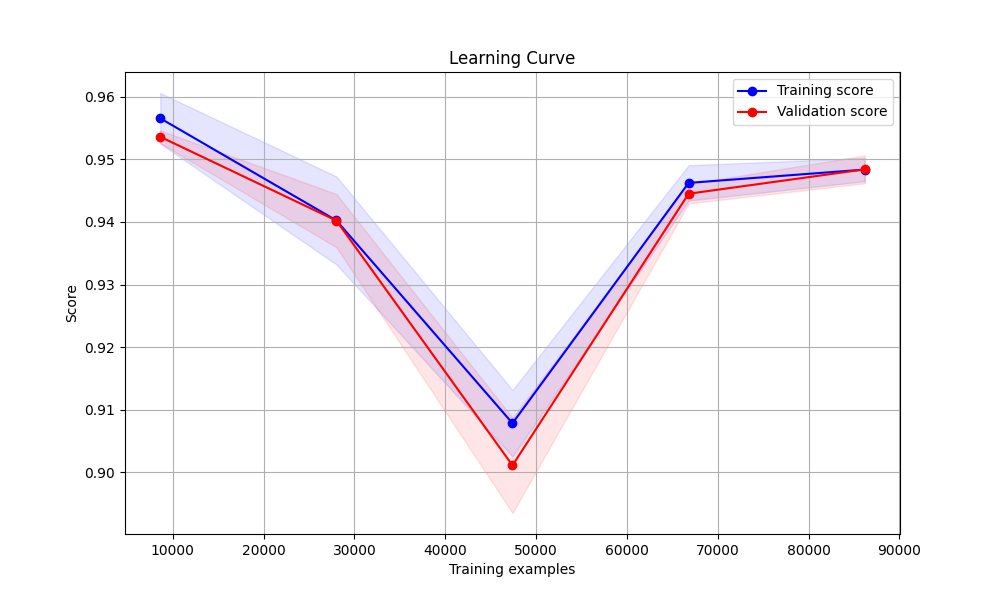 Learning Curve
Training score
Validation score
0.96
0.95
0.94
0.93
0.92
0.91
0.90
Score
10000 20000 30000 40000 50000 60000 70000 80000 90000
Training examples